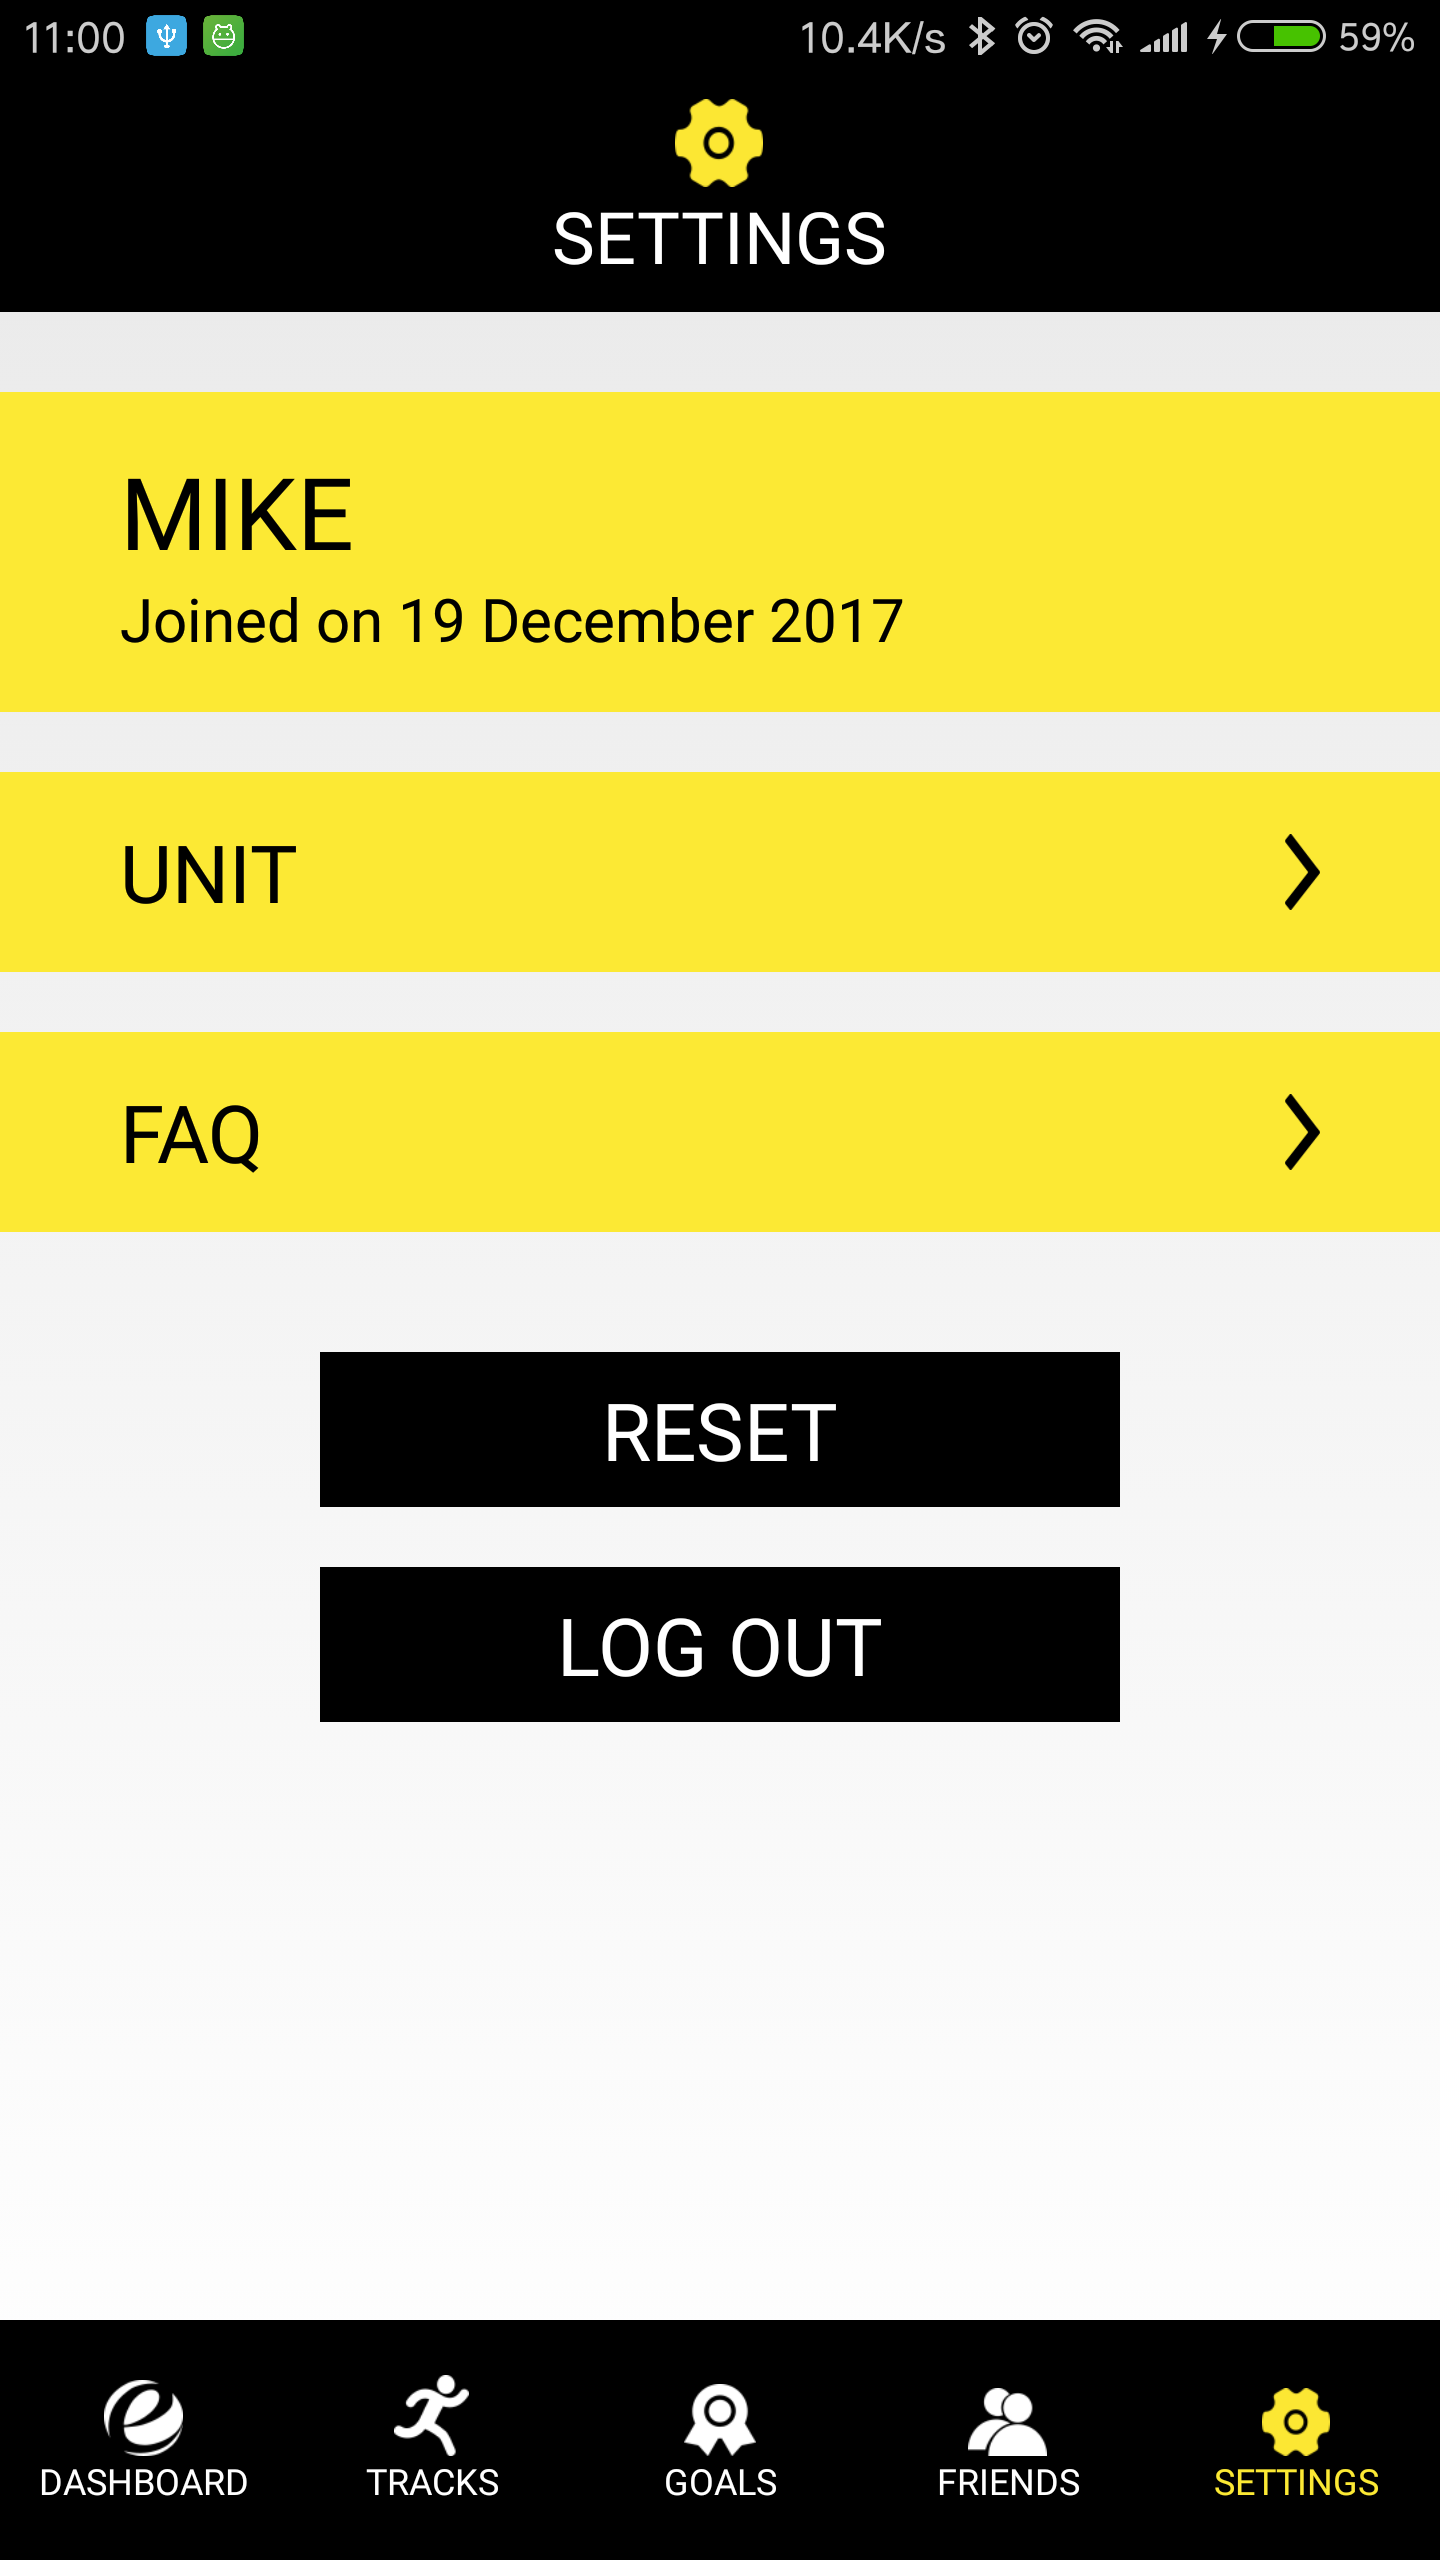 11:00 10.4K/s 59%
SETTINGS
MIKE
Joined on 19 December 2017
UNIT
FAQ
RESET
LOG OUT
DASHBOARD TRACKS GOALS FRIENDS SETTINGS